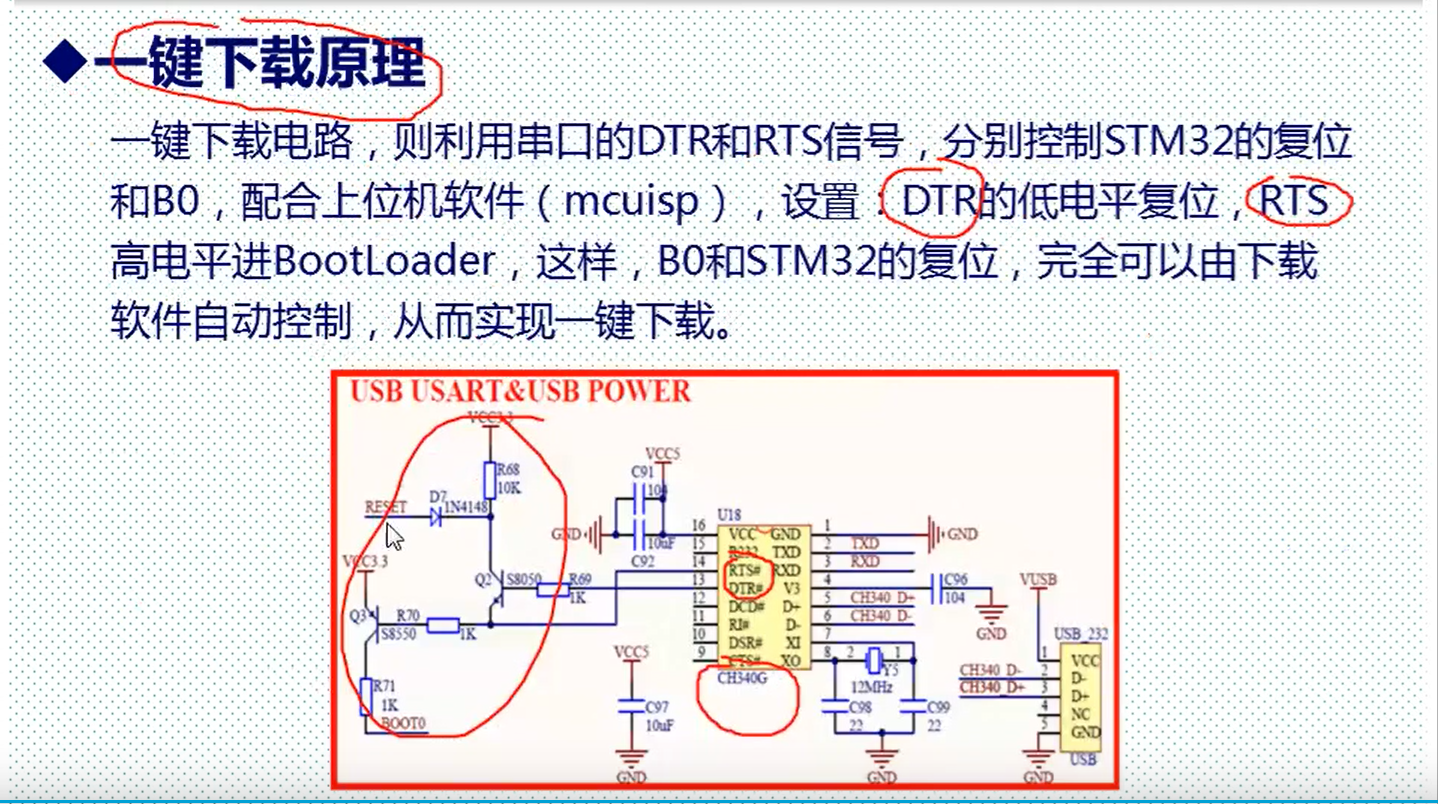 ◆一键下载原理
一键下载电路，则利用串口的DTR和RTS信号，分别控制STM32的复位
和B0，配合上位机软件（mcuisp），设置：DTR的低电平复位，RTS
高电平进BootLoader，这样，B0和STM32的复位，完全可以由下载
软件自动控制，从而实现一键下载。
USB USART&USB POWER
VCC3.3
R68
10K
RESET
D7
1N4148
VCC3.3
Q3
S8550
R70
1K
Q2
S8050
R69
1K
R71
1K
BOOT0
VCC5
C91
104
GND
10uF
C92
VCC5
C97
10uF
GND
U18
16 VCC GND 1
15 R232 TXD 2
14 RTS# RXD 3
13 DTR# V3 4
12 DCD# D+ 5
11 RI# D- 6
10 DSR# XI 7
9 CTS# XO 8
CH340G
GND
TXD
RXD
C96
104
GND
CH340 D+
CH340 D-
2 1
Y5
12MHz
C98
22
C99
22
GND
VUSB
USB_232
1 VCC
CH340 D- 2 D-
CH340 D+ 3 D+
4 NC
5 GND
USB
GND